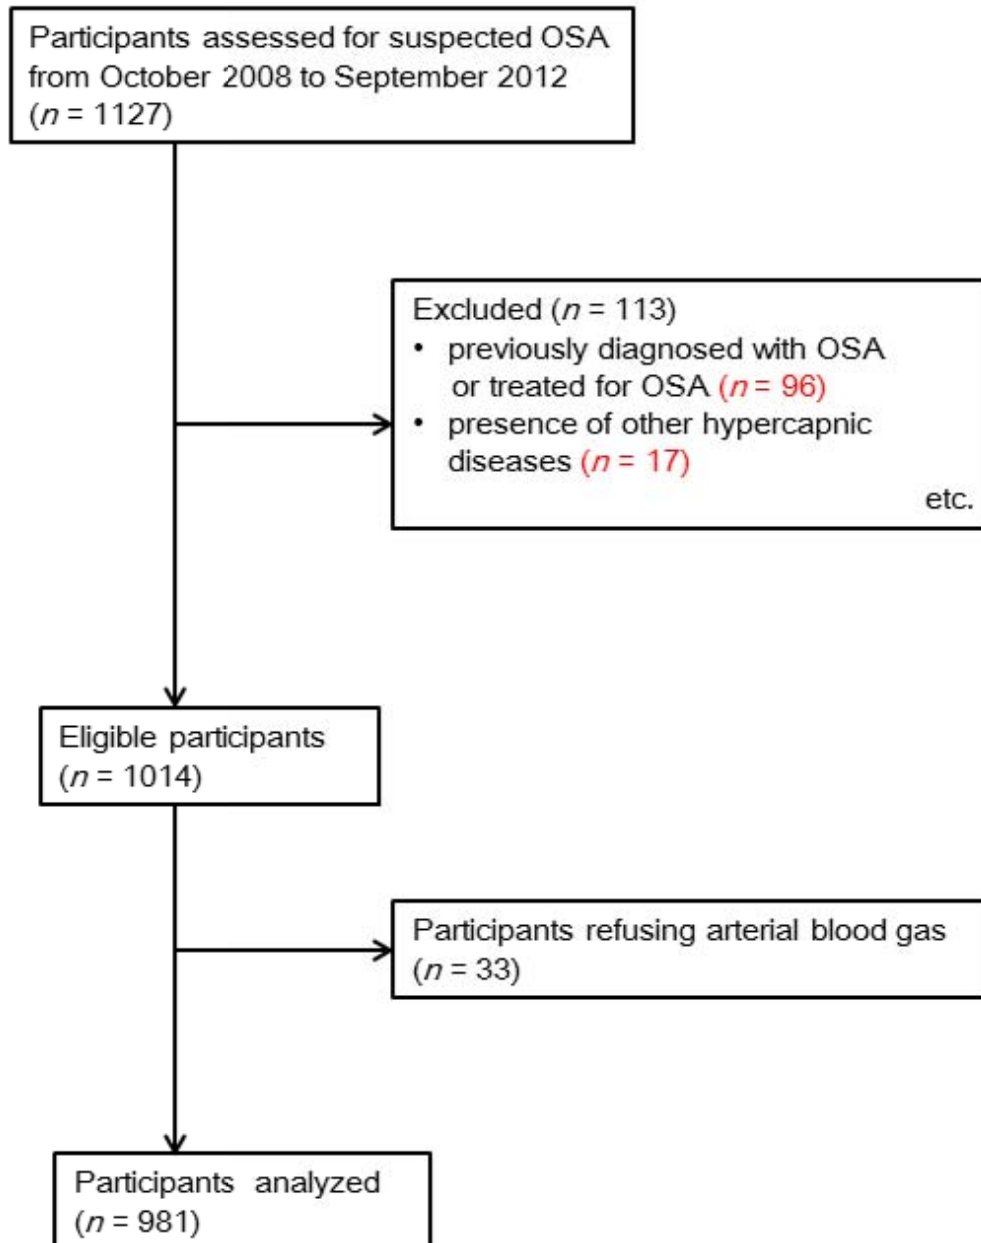 Participants assessed for suspected OSA
from October 2008 to September 2012
(n = 1127)
Excluded (n = 113)
• previously diagnosed with OSA
or treated for OSA (n = 96)
• presence of other hypercapnic
diseases (n = 17)
etc.
Eligible participants
(n = 1014)
Participants refusing arterial blood gas
(n = 33)
Participants analyzed
(n = 981)